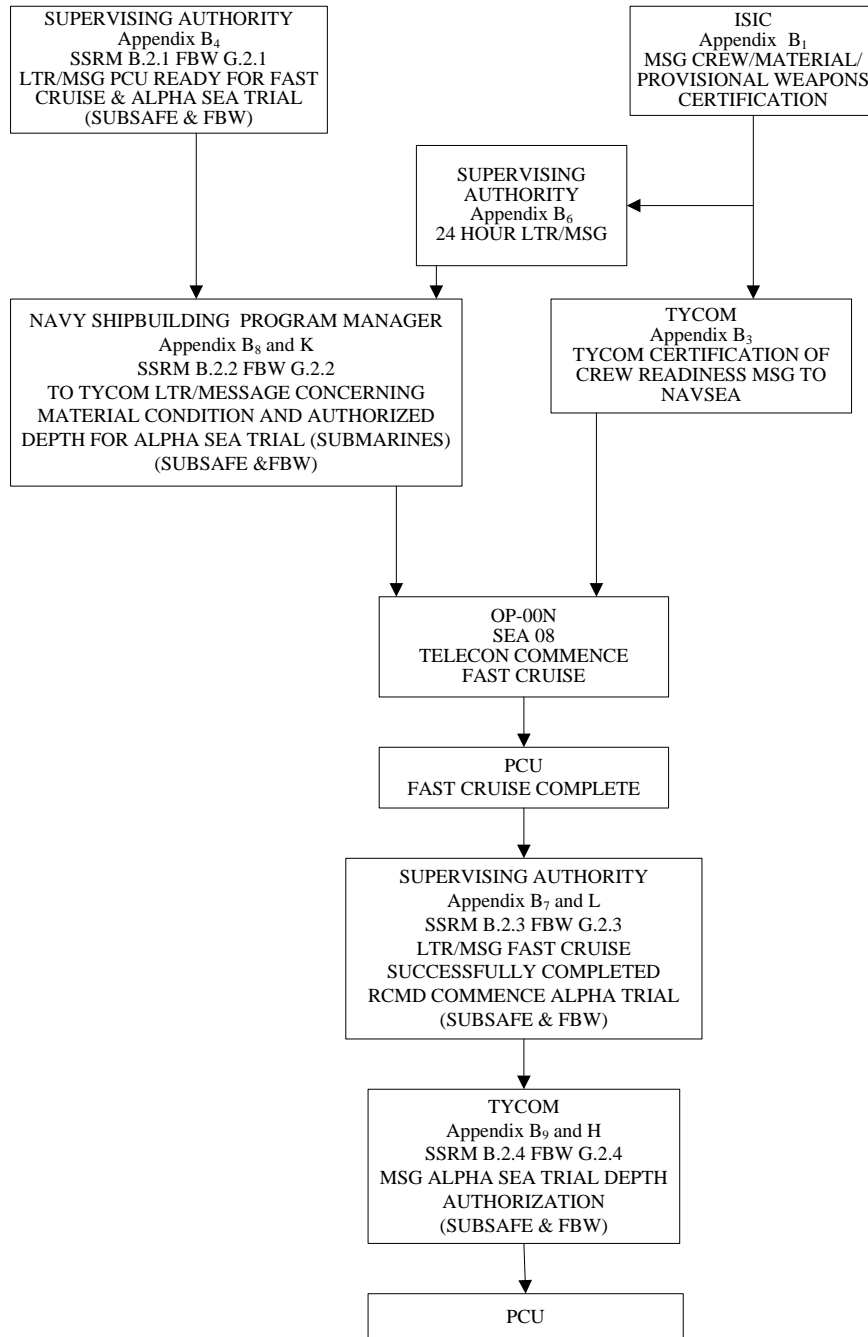 SUPERVISING AUTHORITY
Appendix B₄
SSRM B.2.1 FBW G.2.1
LTR/MSG PCU READY FOR FAST
CRUISE & ALPHA SEA TRIAL
(SUBSAFE & FBW)
ISIC
Appendix B₁
MSG CREW/MATERIAL/
PROVISIONAL WEAPONS
CERTIFICATION
SUPERVISING
AUTHORITY
Appendix B₆
24 HOUR LTR/MSG
NAVY SHIPBUILDING PROGRAM MANAGER
Appendix B₈ and K
SSRM B.2.2 FBW G.2.2
TO TYCOM LTR/MESSAGE CONCERNING
MATERIAL CONDITION AND AUTHORIZED
DEPTH FOR ALPHA SEA TRIAL (SUBMARINES)
(SUBSAFE &FBW)
TYCOM
Appendix B₃
TYCOM CERTIFICATION OF
CREW READINESS MSG TO
NAVSEA
OP-00N
SEA 08
TELECON COMMENCE
FAST CRUISE
PCU
FAST CRUISE COMPLETE
SUPERVISING AUTHORITY
Appendix B₇ and L
SSRM B.2.3 FBW G.2.3
LTR/MSG FAST CRUISE
SUCCESSFULLY COMPLETED
RCMD COMMENCE ALPHA TRIAL
(SUBSAFE & FBW)
TYCOM
Appendix B₉ and H
SSRM B.2.4 FBW G.2.4
MSG ALPHA SEA TRIAL DEPTH
AUTHORIZATION
(SUBSAFE & FBW)
PCU